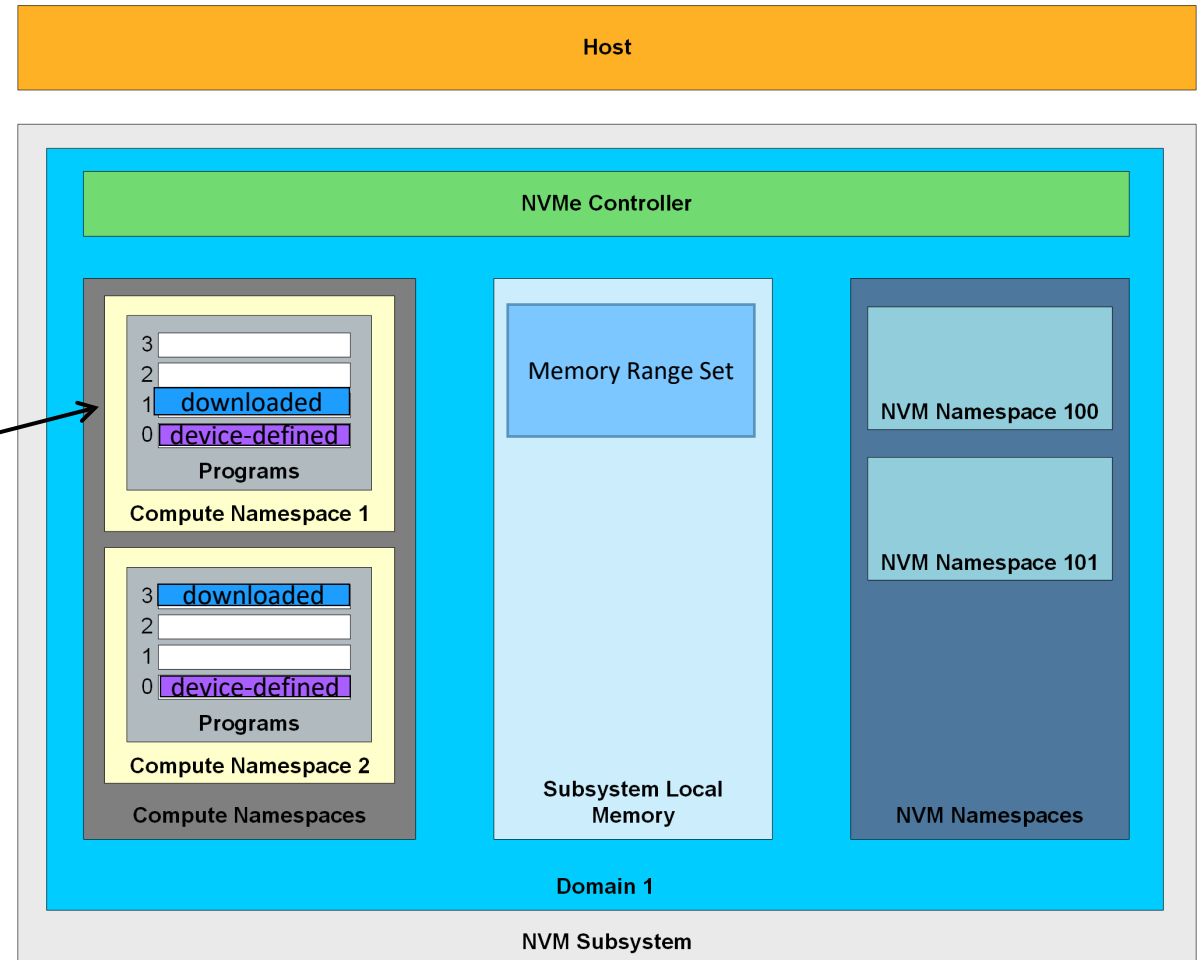 Host
NVMe Controller
3
2
1 downloaded
0 device-defined
Programs
Compute Namespace 1
3 downloaded
2
1
0 device-defined
Programs
Compute Namespace 2
Compute Namespaces
Memory Range Set
Subsystem Local
Memory
NVM Namespace 100
NVM Namespace 101
NVM Namespaces
Domain 1
NVM Subsystem